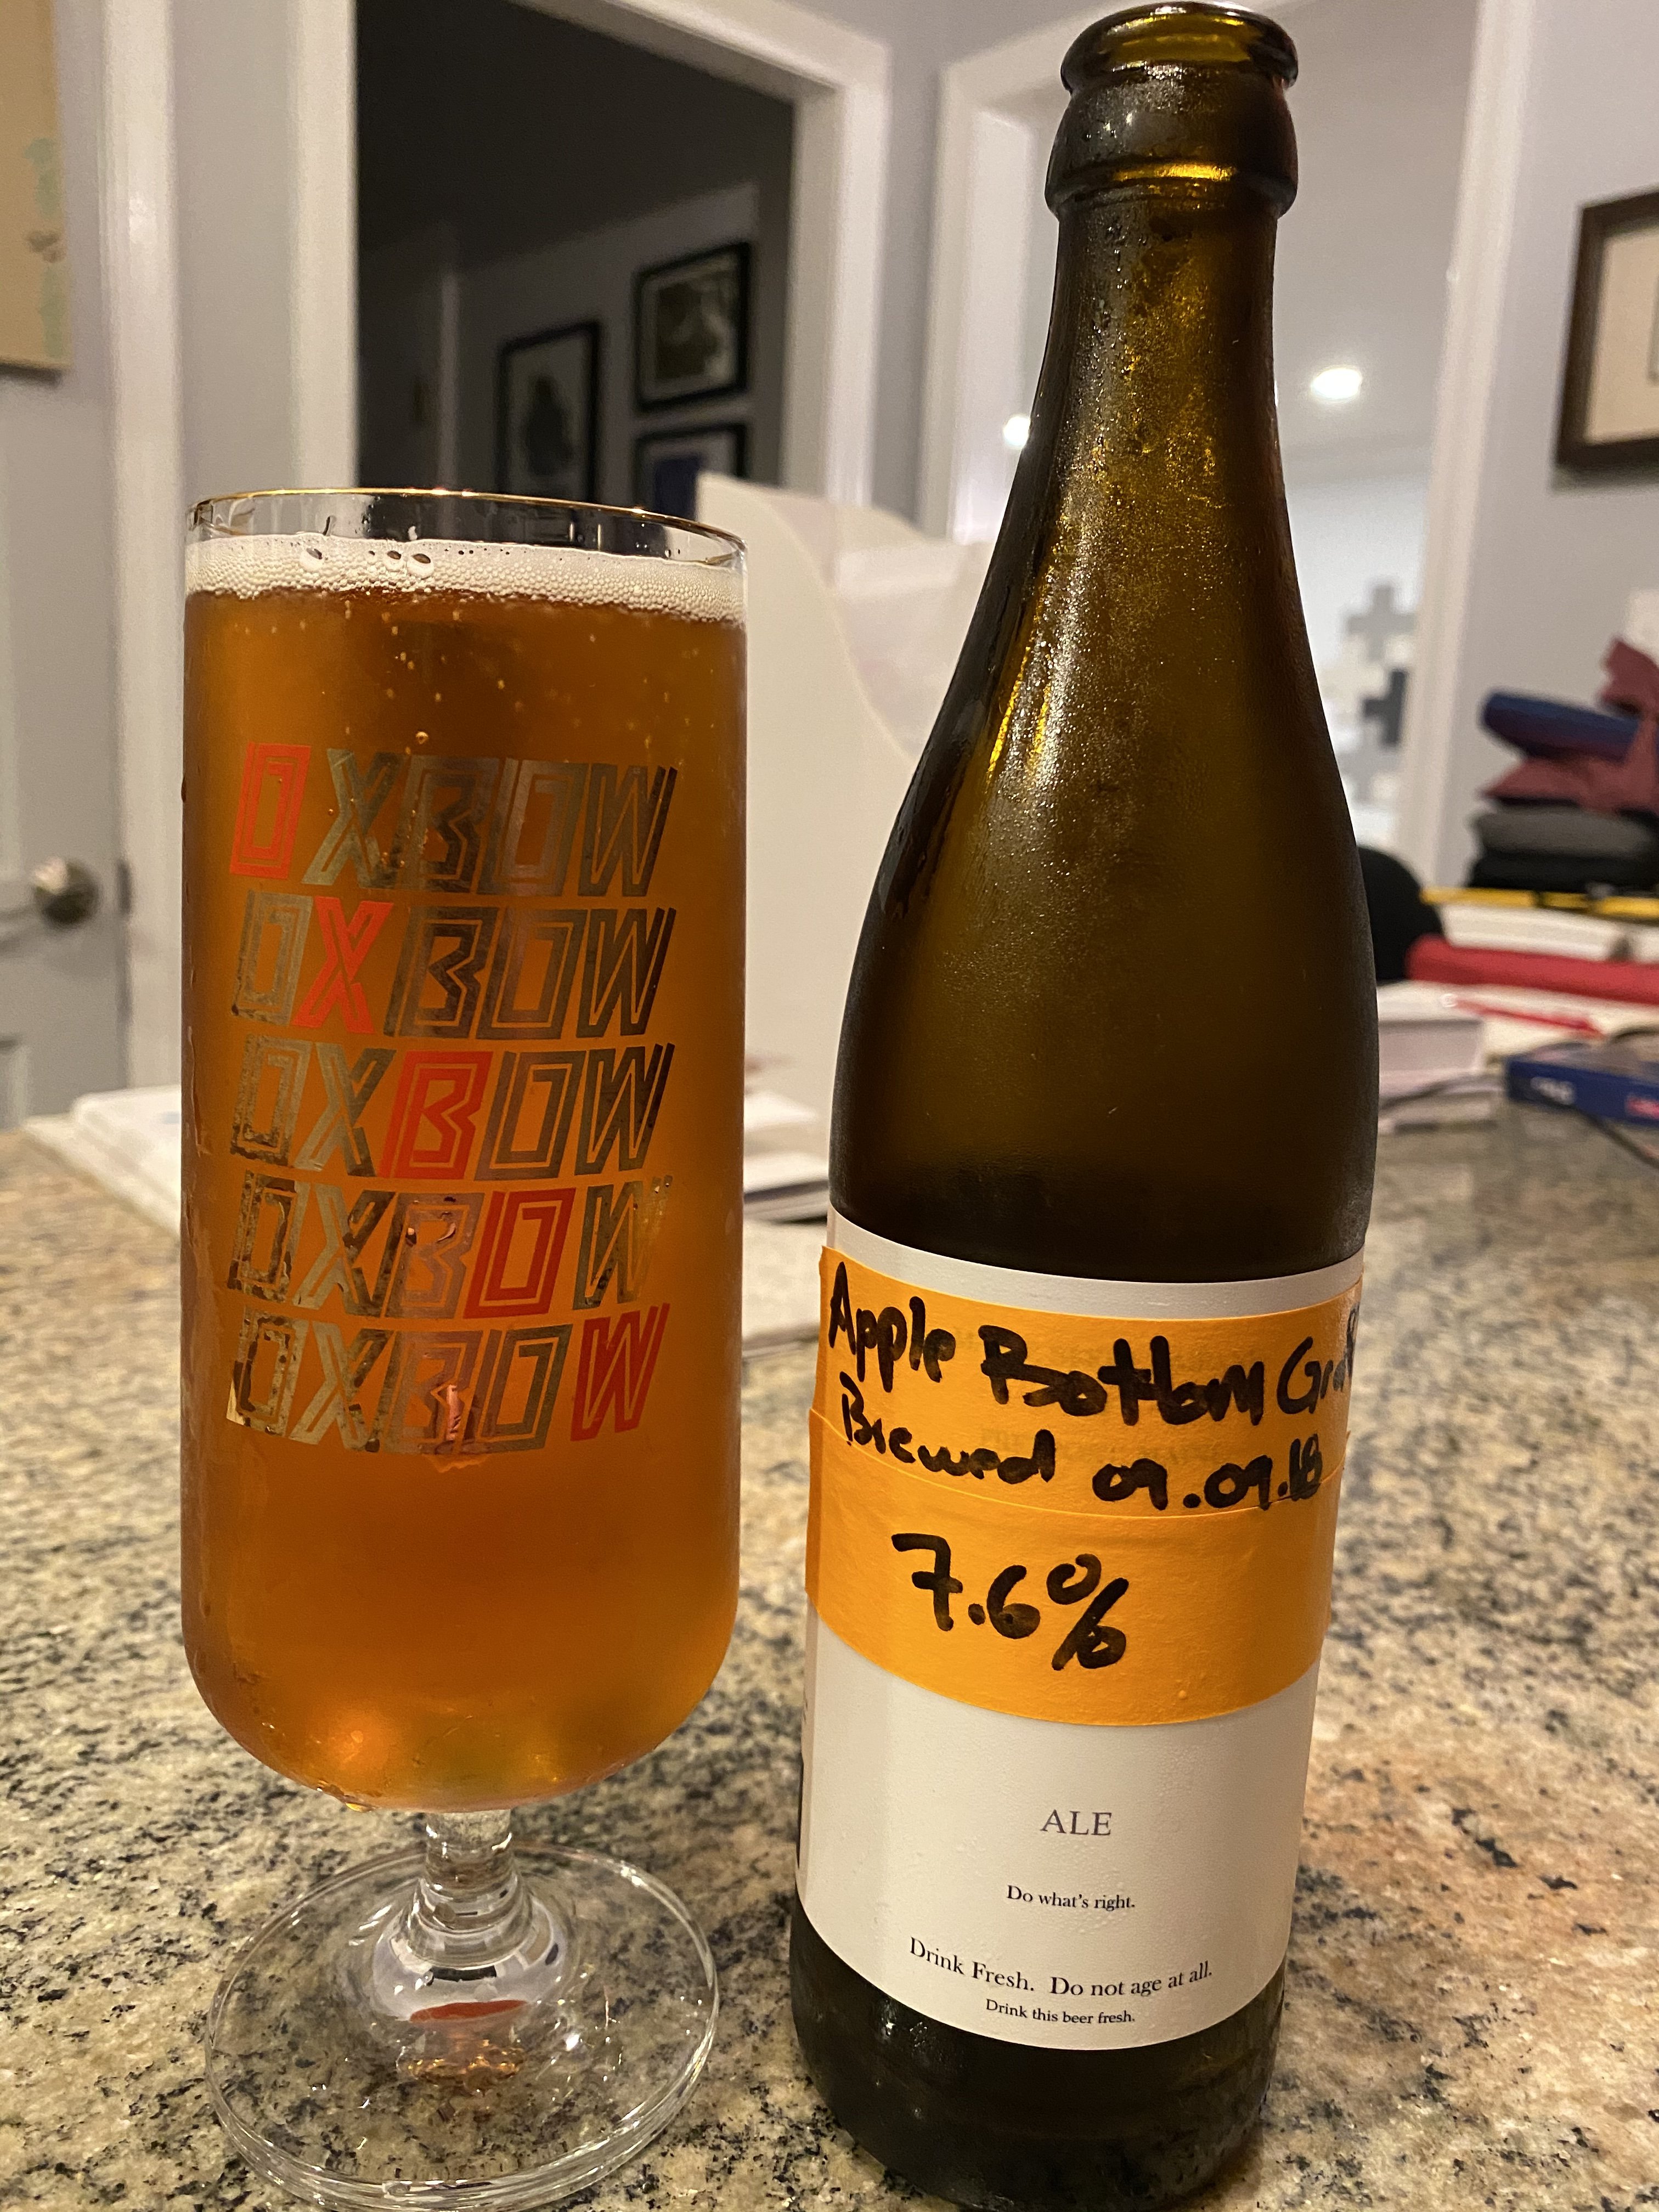 OXBOW
OXBOW
OXBOW
OXBOW
OXBOW
Apple Bottom
Brewed 09.09.18
7.6%
ALE
Do what's right.
Drink Fresh. Do not age at all.
Drink this beer fresh.